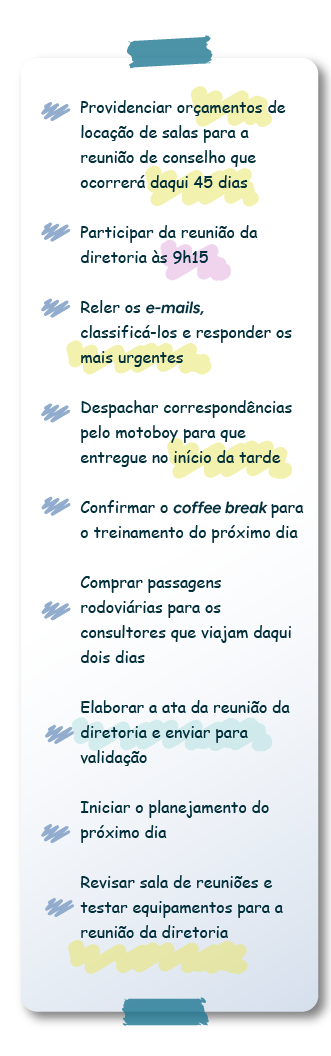 Providenciar orçamentos de
locação de salas para a
reunião de conselho que
ocorrerá daqui 45 dias
Participar da reunião da
diretoria às 9h15
Reler os e-mails,
classificá-los e responder os
mais urgentes
Despachar correspondências
pelo motoboy para que
entregue no início da tarde
Confirmar o coffee break para
o treinamento do próximo dia
Comprar passagens
rodoviárias para os
consultores que viajam daqui
dois dias
Elaborar a ata da reunião da
diretoria e enviar para
validação
Iniciar o planejamento do
próximo dia
Revisar sala de reuniões e
testar equipamentos para a
reunião da diretoria